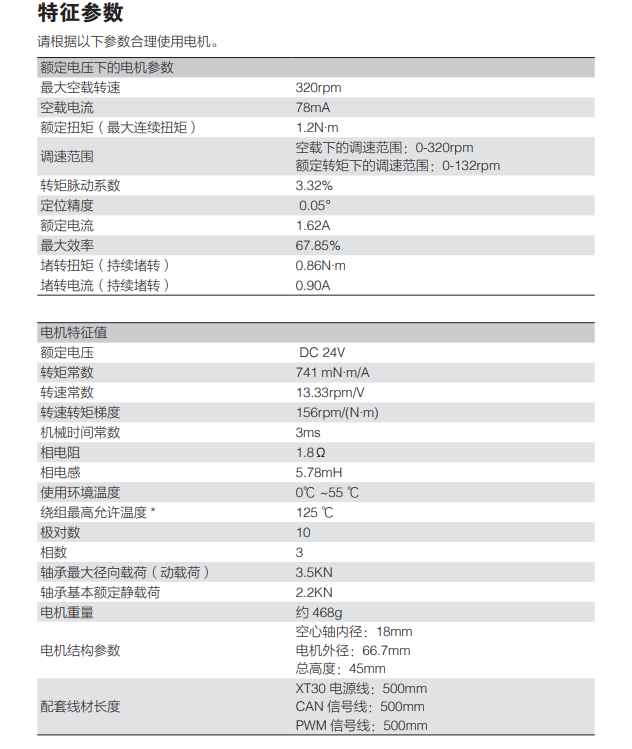 特征参数
请根据以下参数合理使用电机。
额定电压下的电机参数
最大空载转速 320rpm
空载电流 78mA
额定扭矩（最大连续扭矩） 1.2N·m
调速范围 空载下的调速范围：0-320rpm
额定转矩下的调速范围：0-132rpm
转矩脉动系数 3.32%
定位精度 0.05°
额定电流 1.62A
最大效率 67.85%
堵转扭矩（持续堵转） 0.86N·m
堵转电流（持续堵转） 0.90A
电机特征值
额定电压 DC 24V
转矩常数 741 mN·m/A
转速常数 13.33rpm/V
转速转矩梯度 156rpm/(N·m)
机械时间常数 3ms
相电阻 1.8Ω
相电感 5.78mH
使用环境温度 0℃ ~55 ℃
绕组最高允许温度 * 125 ℃
极对数 10
相数 3
轴承最大径向载荷（动载荷） 3.5KN
轴承基本额定静载荷 2.2KN
电机重量 约 468g
电机结构参数 空心轴内径：18mm
电机外径：66.7mm
总高度：45mm
配套线材长度 XT30 电源线：500mm
CAN 信号线：500mm
PWM 信号线：500mm